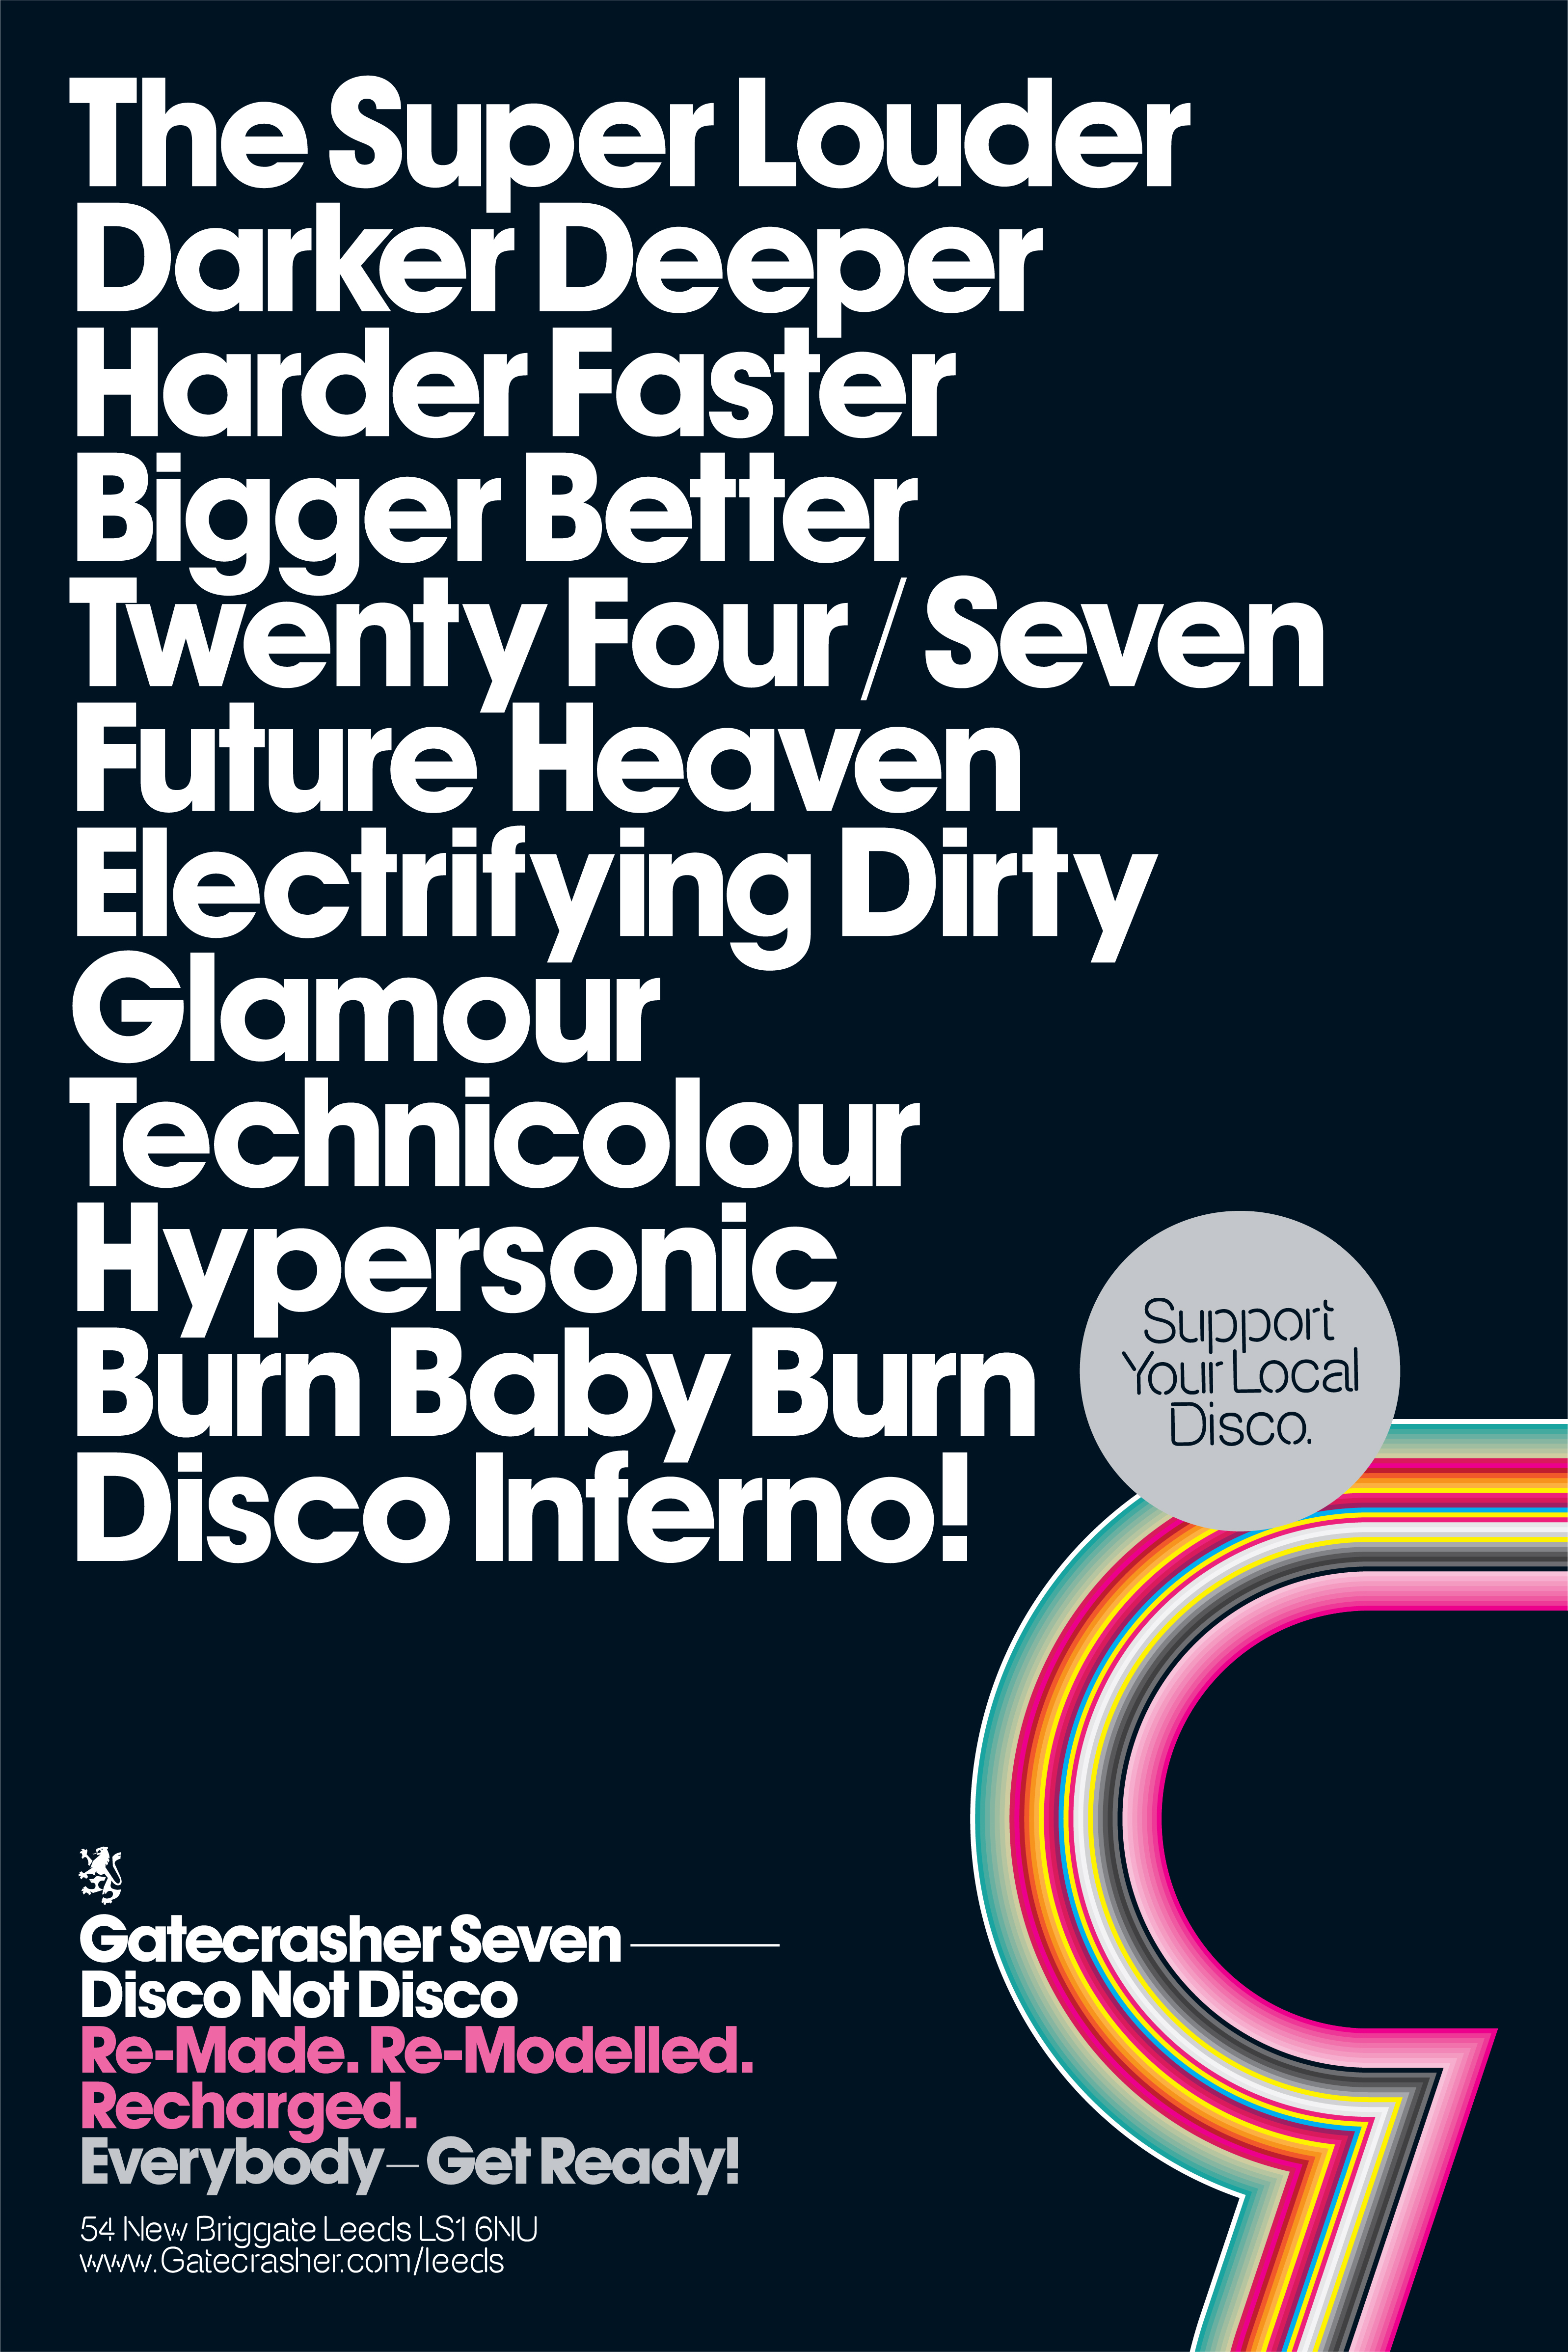 The Super Louder
Darker Deeper
Harder Faster
Bigger Better
Twenty Four / Seven
Future Heaven
Electrifying Dirty
Glamour
Technicolour
Hypersonic
Burn Baby Burn
Disco Inferno!
Support
Your Local
Disco.
Gatecrasher Seven —
Disco Not Disco
Re-Made. Re-Modelled.
Recharged.
Everybody— Get Ready!
54 New Briggate Leeds LS1 6NU
www.Gatecrasher.com/leeds